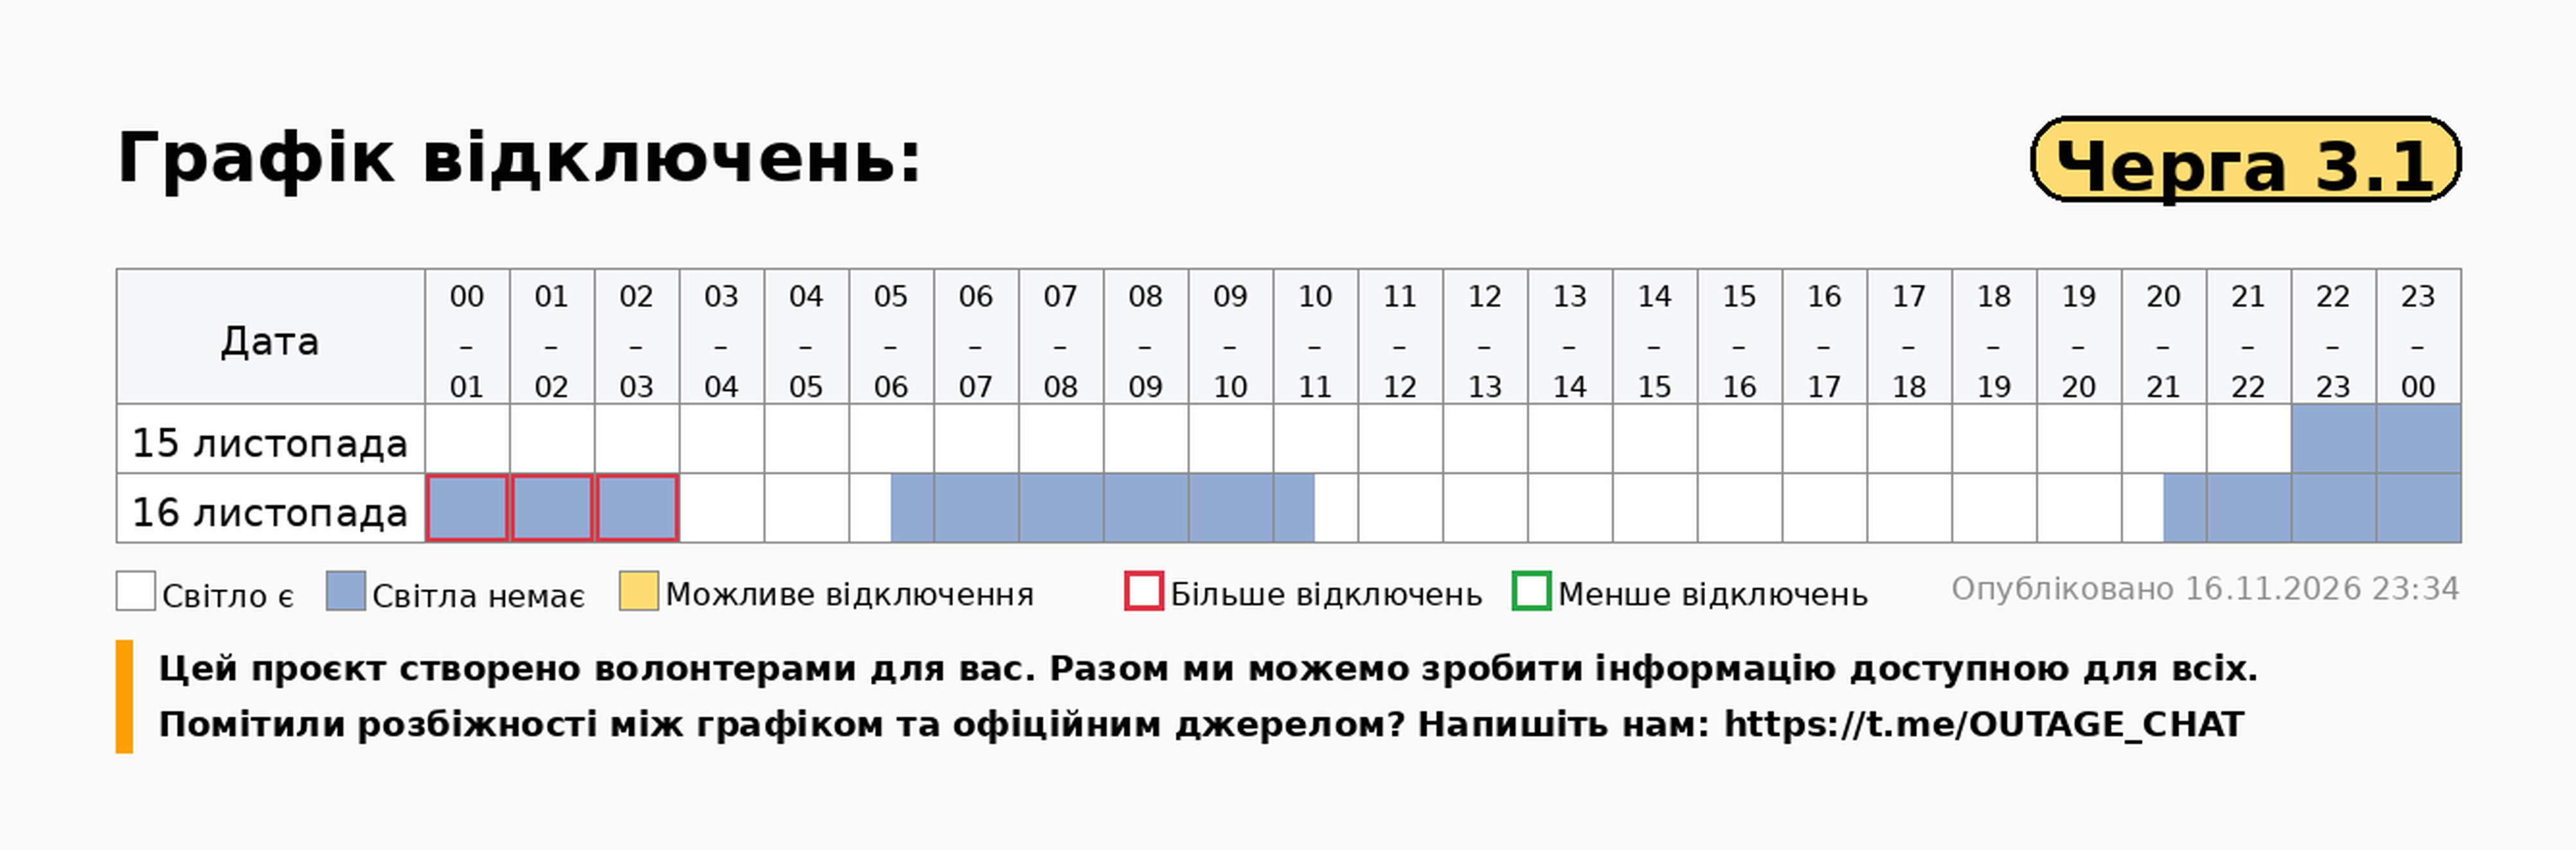 Графік відключень:
Черга 3.1
Дата 00 – 01 01 – 02 02 – 03 03 – 04 04 – 05 05 – 06 06 – 07 07 – 08 08 – 09 09 – 10 10 – 11 11 – 12 12 – 13 13 – 14 14 – 15 15 – 16 16 – 17 17 – 18 18 – 19 19 – 20 20 – 21 21 – 22 22 – 23 23 – 00
15 листопада
16 листопада
Світло є Світла немає Можливе відключення Більше відключень Менше відключень Опубліковано 16.11.2026 23:34
Цей проєкт створено волонтерами для вас. Разом ми можемо зробити інформацію доступною для всіх.
Помітили розбіжності між графіком та офіційним джерелом? Напишіть нам: https://t.me/OUTAGE_CHAT